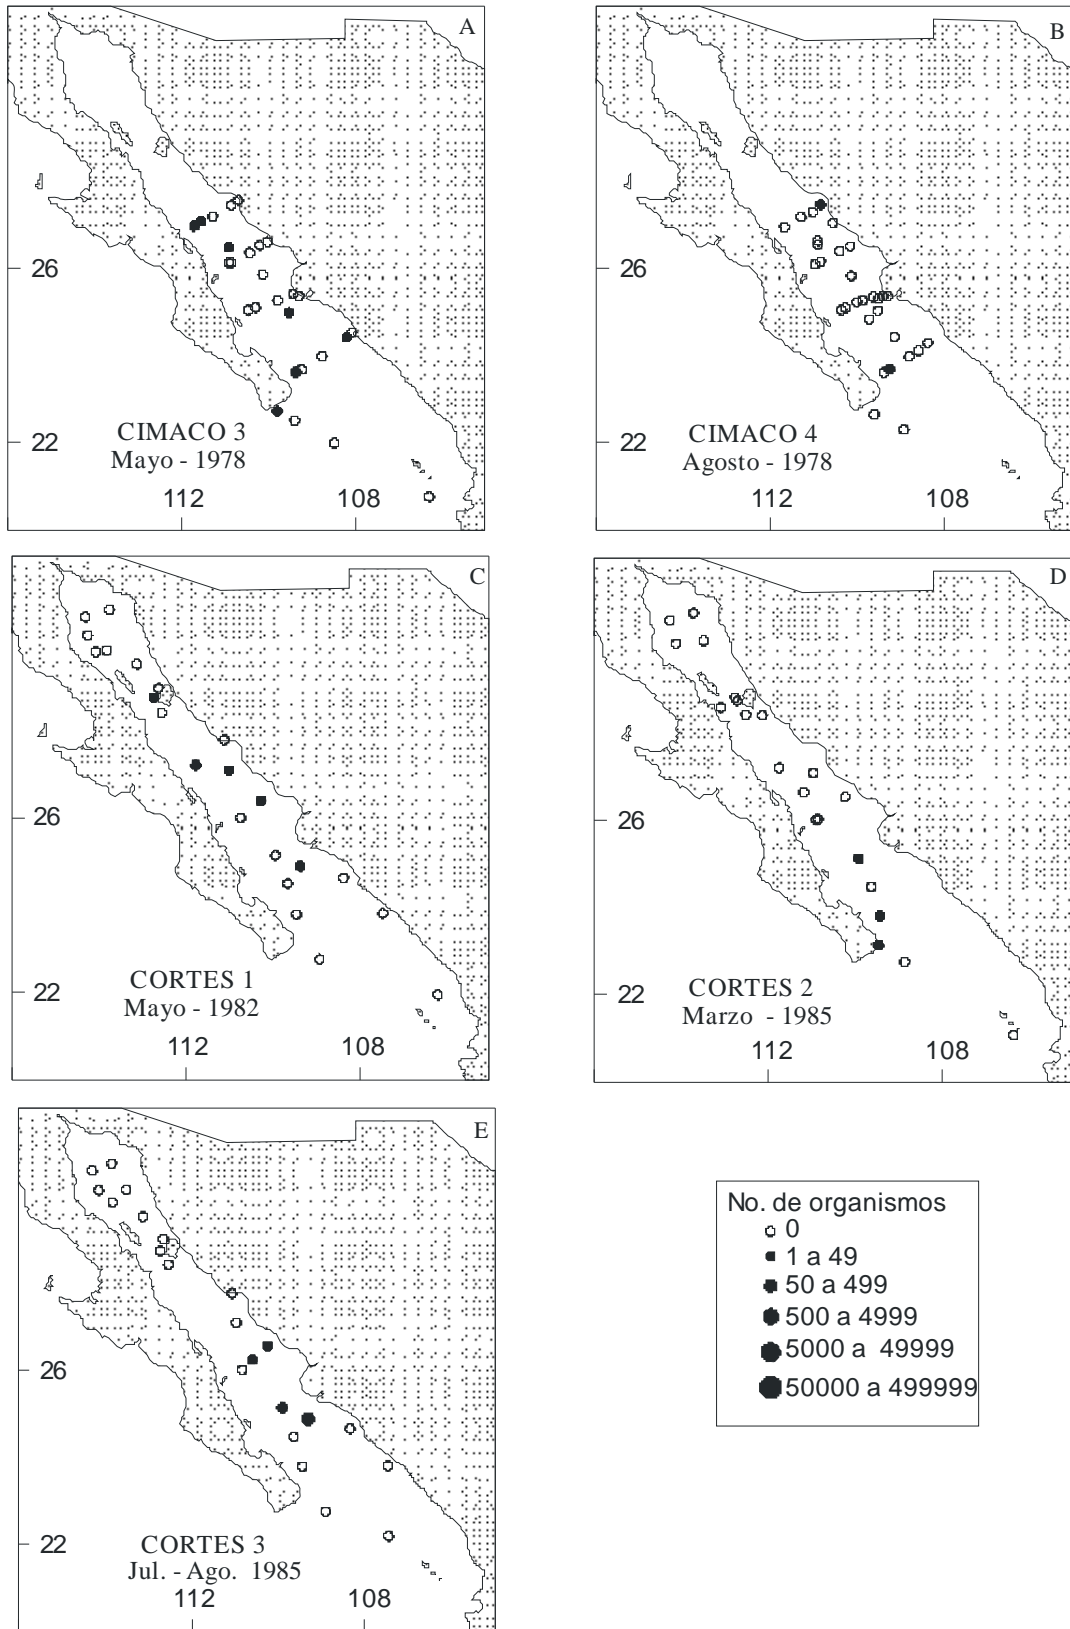 A
26
22
CIMACO 3
Mayo - 1978
112
108
B
26
22
CIMACO 4
Agosto - 1978
112
108
C
26
22
CORTES 1
Mayo - 1982
112
108
D
26
22
CORTES 2
Marzo - 1985
112
108
E
26
22
CORTES 3
Jul. - Ago. 1985
112
108
No. de organismos
0
1 a 49
50 a 499
500 a 4999
5000 a 49999
50000 a 499999